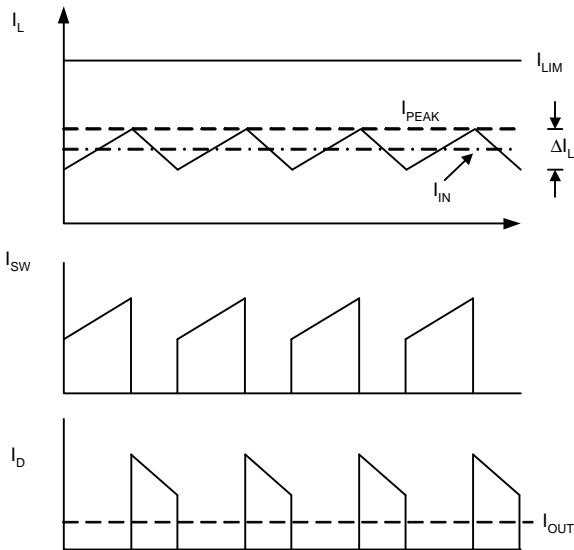 I_L
I_LIM
I_PEAK
ΔI_L
I_IN
I_SW
I_D
I_OUT